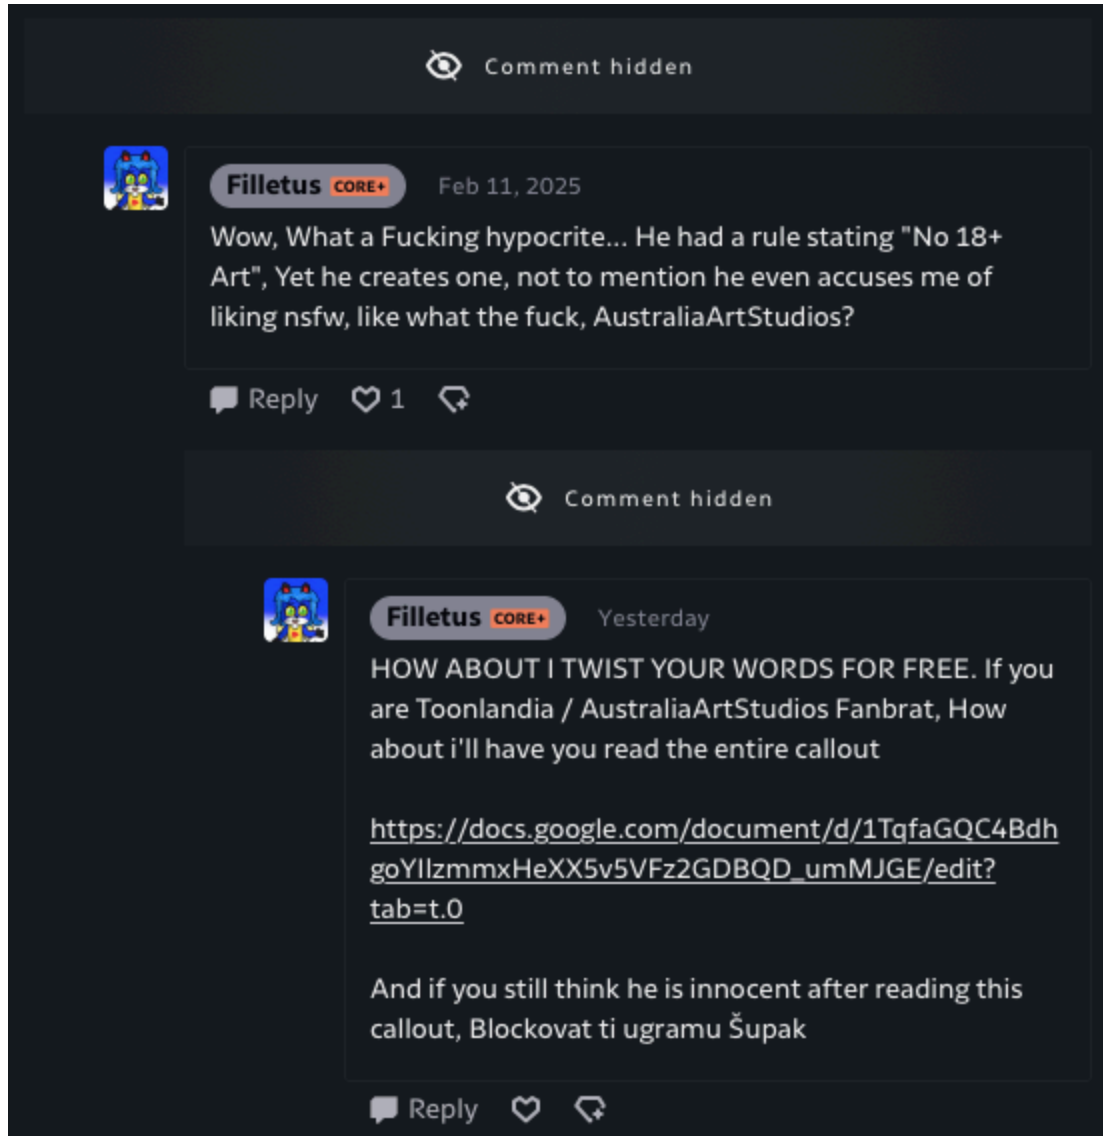 Comment hidden
Filletus CORE+ Feb 11, 2025
Wow, What a Fucking hypocrite... He had a rule stating "No 18+
Art", Yet he creates one, not to mention he even accuses me of
liking nsfw, like what the fuck, AustraliaArtStudios?
Reply 1
Comment hidden
Filletus CORE+ Yesterday
HOW ABOUT I TWIST YOUR WORDS FOR FREE. If you
are Toonlandia / AustraliaArtStudios Fanbrat, How
about i'll have you read the entire callout
https://docs.google.com/document/d/1TqfaGQC4Bdh
goYIlzmmxHeXX5v5VFz2GDBQD_umMJGE/edit?
tab=t.0
And if you still think he is innocent after reading this
callout, Blockovat ti ugramu Šupak
Reply